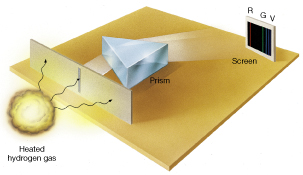 R G V
Prism
Screen
Heated
hydrogen gas